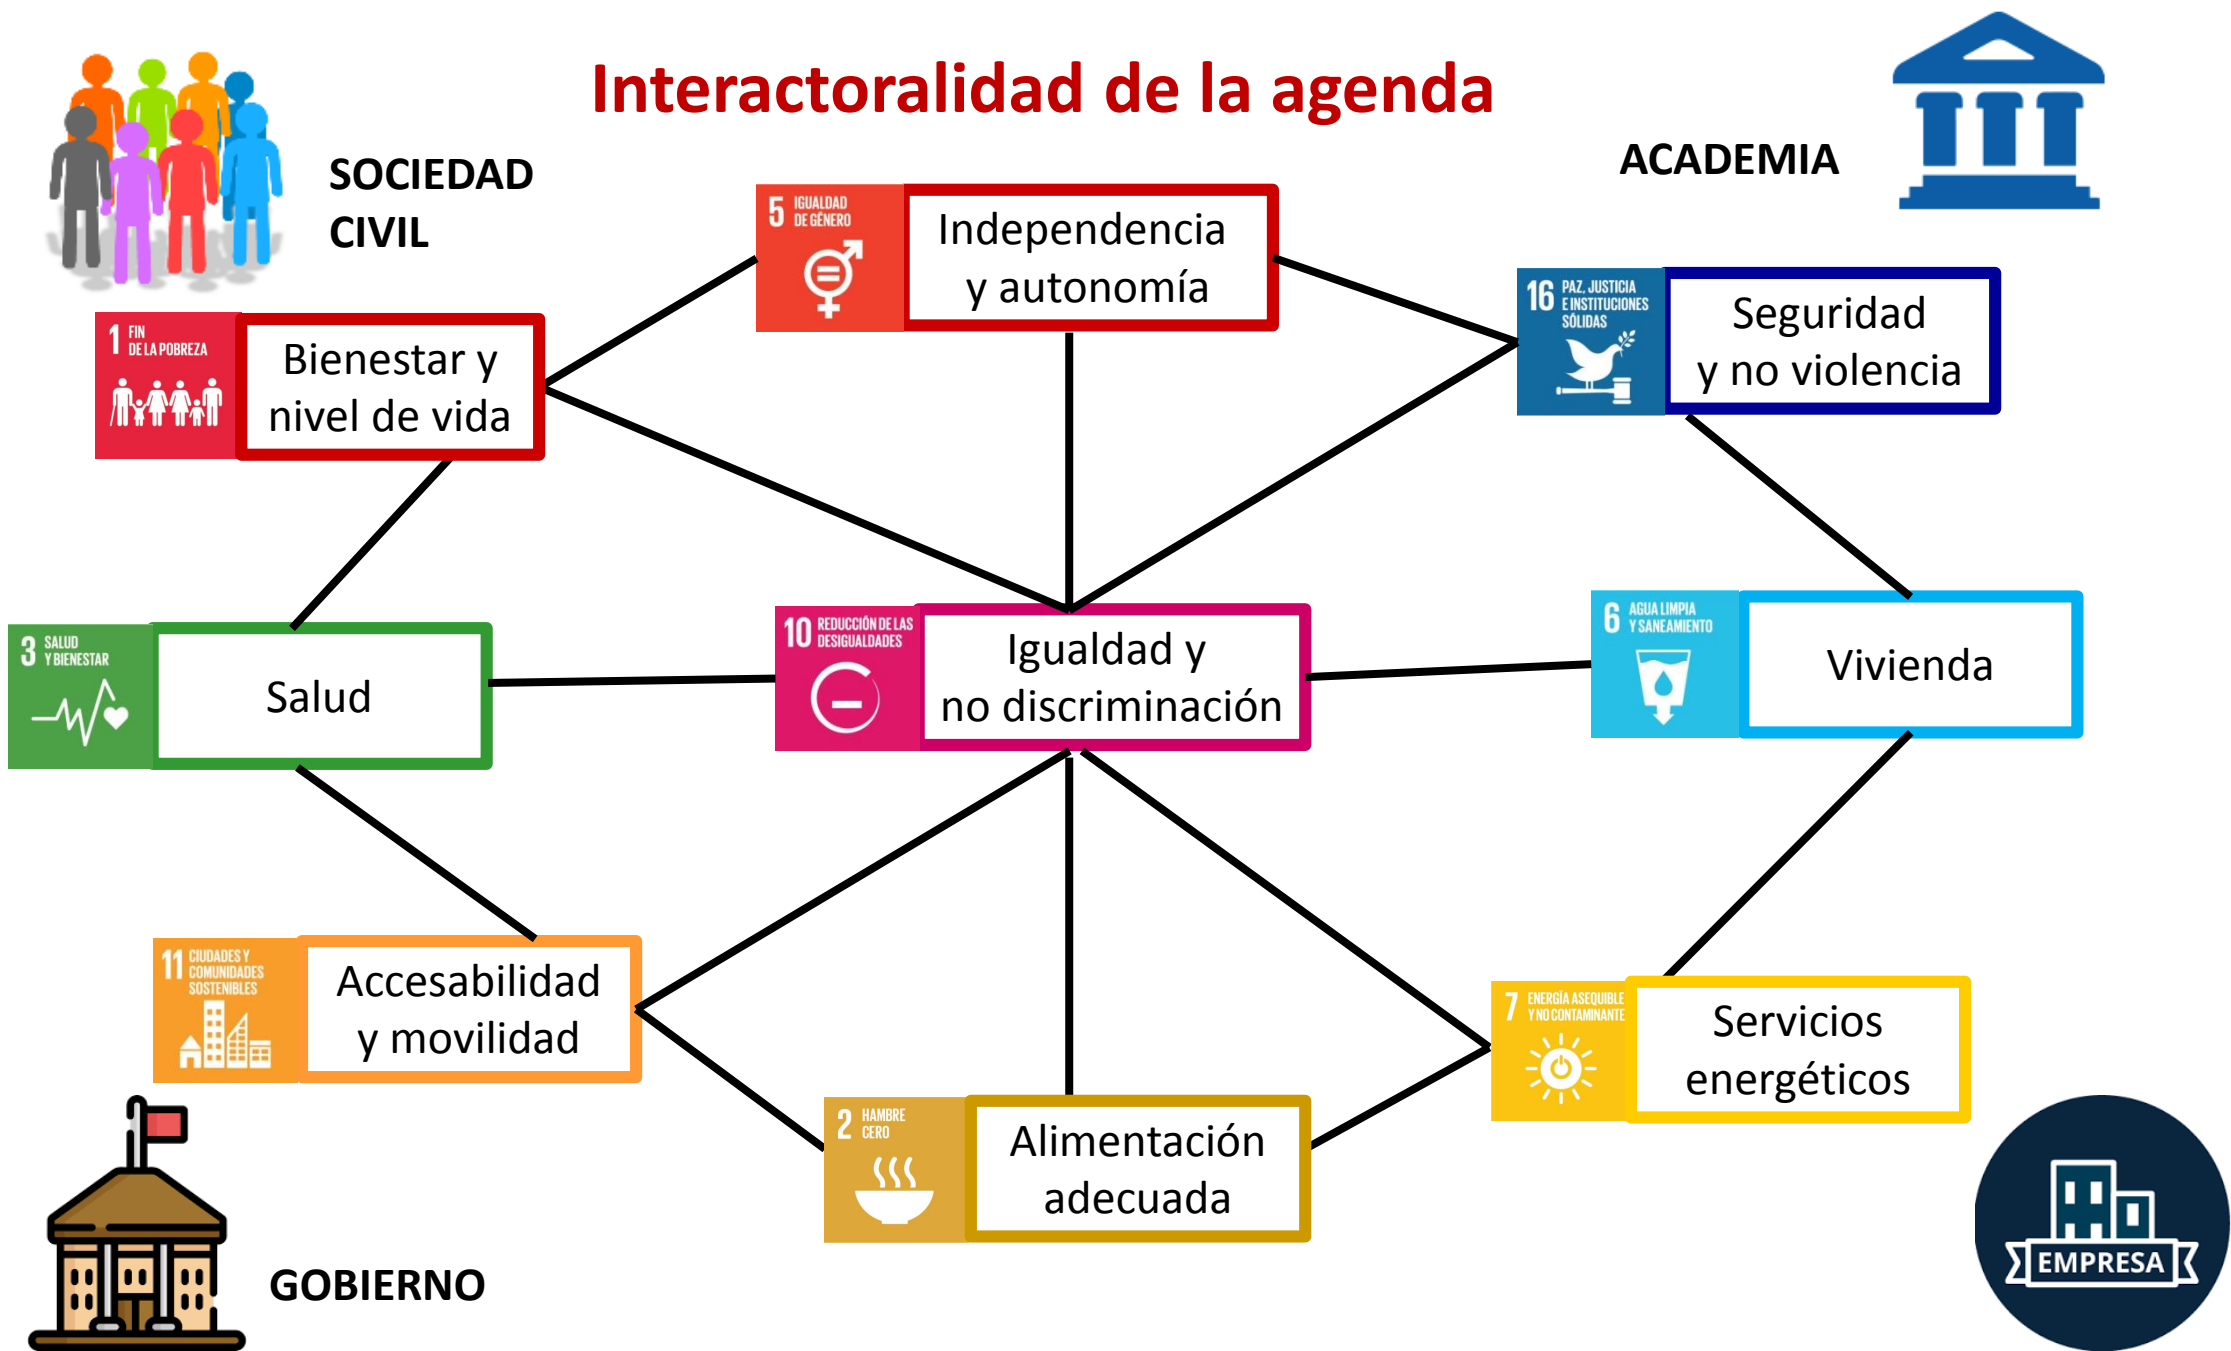 Interactoralidad de la agenda
SOCIEDAD
CIVIL
ACADEMIA
5 IGUALDAD
DE GÉNERO
Independencia
y autonomía
16 PAZ, JUSTICIA
E INSTITUCIONES
SÓLIDAS
Seguridad
y no violencia
1 FIN
DE LA POBREZA
Bienestar y
nivel de vida
3 SALUD
Y BIENESTAR
Salud
10 REDUCCIÓN DE LAS
DESIGUALDADES
Igualdad y
no discriminación
6 AGUA LIMPIA
Y SANEAMIENTO
Vivienda
11 CIUDADES Y
COMUNIDADES
SOSTENIBLES
Accesabilidad
y movilidad
7 ENERGÍA ASEQUIBLE
Y NO CONTAMINANTE
Servicios
energéticos
2 HAMBRE
CERO
Alimentación
adecuada
GOBIERNO
EMPRESA